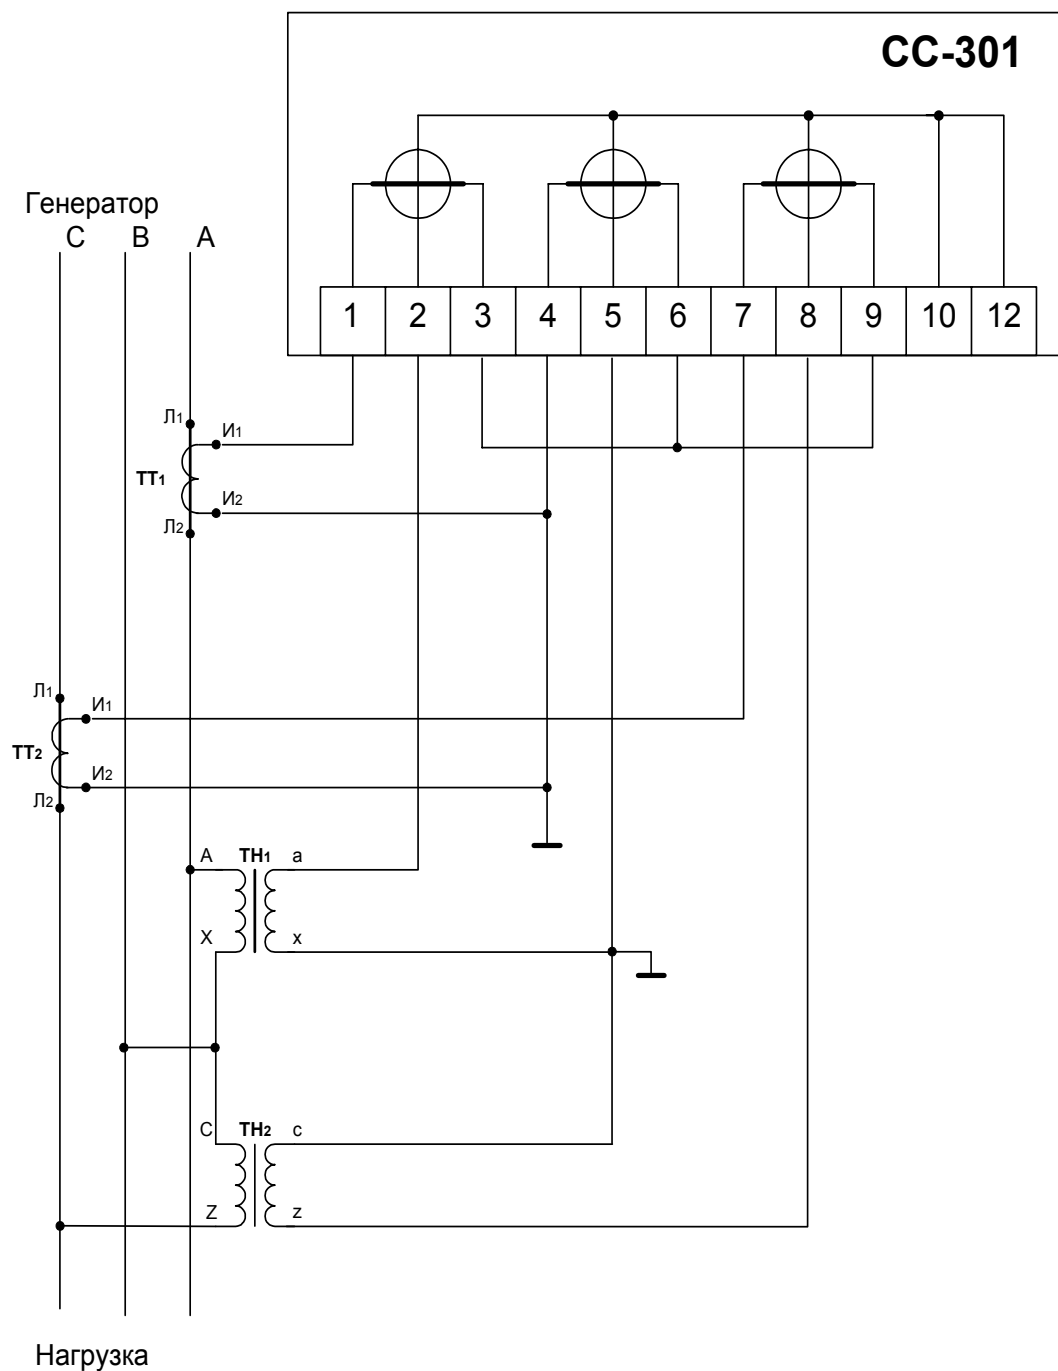 СС-301
Генератор
С В А
1 2 3 4 5 6 7 8 9 10 12
Л1
И1
ТТ1
И2
Л2
Л1
И1
ТТ2
И2
Л2
А ТН1 а
Х х
С ТН2 с
Z z
Нагрузка